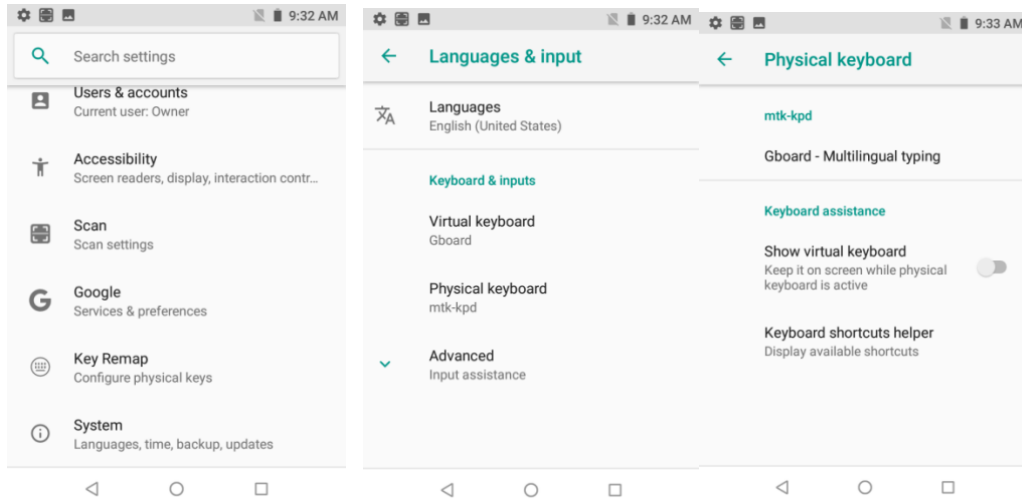 9:32 AM
Search settings
Users & accounts
Current user: Owner
Accessibility
Screen readers, display, interaction contr...
Scan
Scan settings
Google
Services & preferences
Key Remap
Configure physical keys
System
Languages, time, backup, updates
9:32 AM
Languages & input
Languages
English (United States)
Keyboard & inputs
Virtual keyboard
Gboard
Physical keyboard
mtk-kpd
Advanced
Input assistance
9:33 AM
Physical keyboard
mtk-kpd
Gboard - Multilingual typing
Keyboard assistance
Show virtual keyboard
Keep it on screen while physical
keyboard is active
Keyboard shortcuts helper
Display available shortcuts